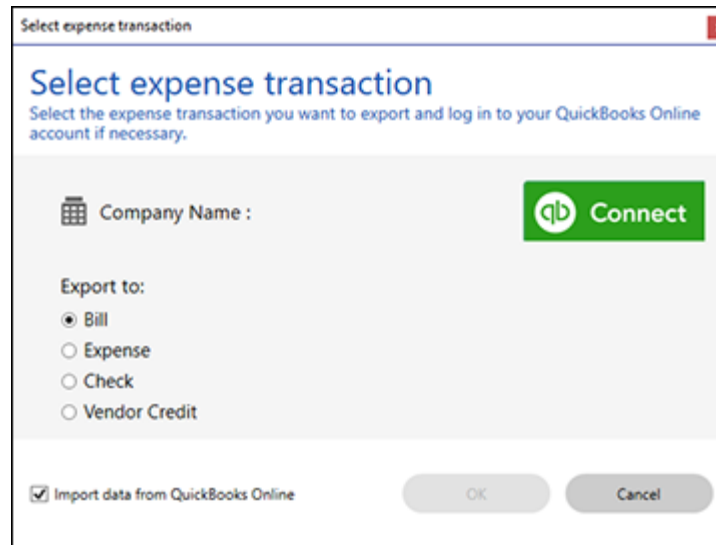 Select expense transaction
Select expense transaction
Select the expense transaction you want to export and log in to your QuickBooks Online
account if necessary.
Company Name :
qb Connect
Export to:
Bill
Expense
Check
Vendor Credit
Import data from QuickBooks Online
OK
Cancel